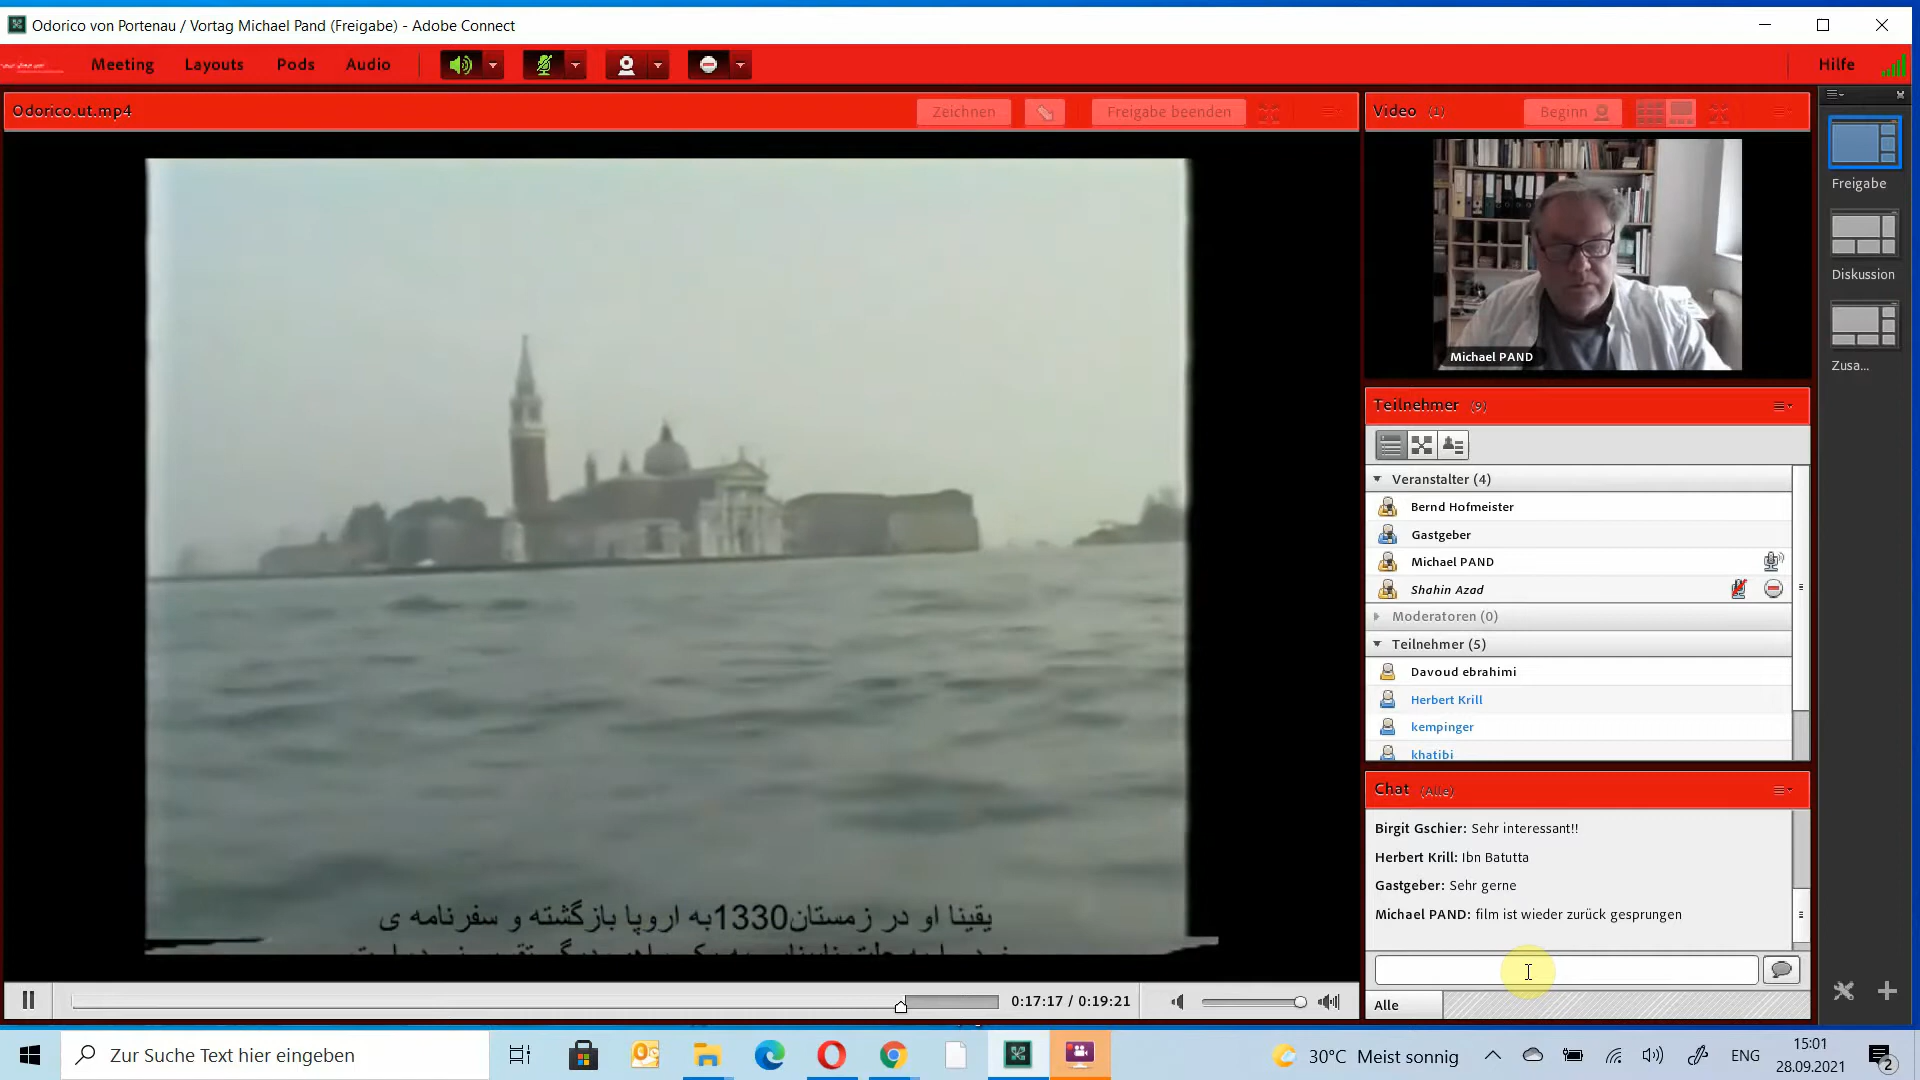 Odorico von Portenau / Vortag Michael Pand (Freigabe) - Adobe Connect
Meeting Layouts Pods Audio Hilfe
Odorico.ut.mp4 Zeichnen Freigabe beenden
یقینا او در زمستان1330به اروپا بازگشته و سفرنامه ی
0:17:17 / 0:19:21
Video (1) Beginn
Michael PAND
Teilnehmer (9)
Veranstalter (4)
Bernd Hofmeister
Gastgeber
Michael PAND
Shahin Azad
Moderatoren (0)
Teilnehmer (5)
Davoud ebrahimi
Herbert Krill
kempinger
khatibi
Chat (Alle)
Birgit Gschier: Sehr interessant!!
Herbert Krill: Ibn Batutta
Gastgeber: Sehr gerne
Michael PAND: film ist wieder zurück gesprungen
Alle
Freigabe
Diskussion
Zusa...
Zur Suche Text hier eingeben
30°C Meist sonnig
ENG
15:01
28.09.2021
2